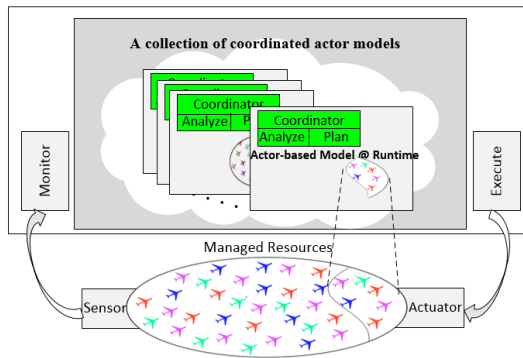 A collection of coordinated actor models
Coordinator
Analyze
Coordinator
Analyze Plan
Actor-based Model @ Runtime
Monitor
Execute
. . . . .
Managed Resources
Sensor
Actuator